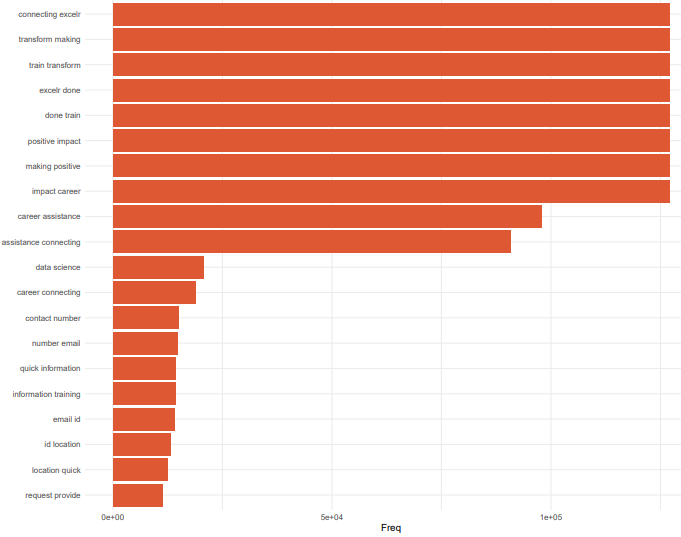 connecting excelr
transform making
train transform
excelr done
done train
positive impact
making positive
impact career
career assistance
assistance connecting
data science
career connecting
contact number
number email
quick information
information training
email id
id location
location quick
request provide
0e+00 5e+04 1e+05
Freq